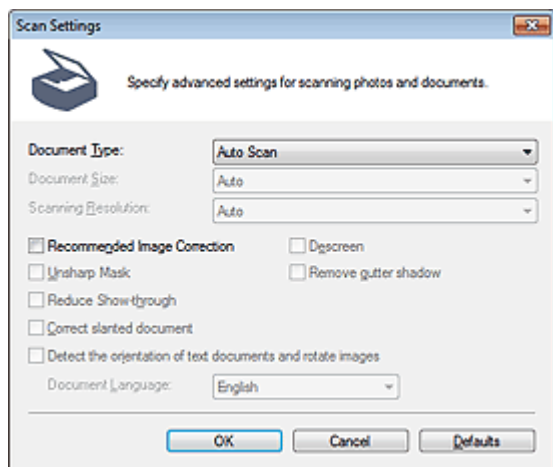 Scan Settings
Specify advanced settings for scanning photos and documents.
Document Type: Auto Scan
Document Size: Auto
Scanning Resolution: Auto
Recommended Image Correction Descreen
Unsharp Mask Remove gutter shadow
Reduce Show-through
Correct slanted document
Detect the orientation of text documents and rotate images
Document Language: English
OK Cancel Defaults